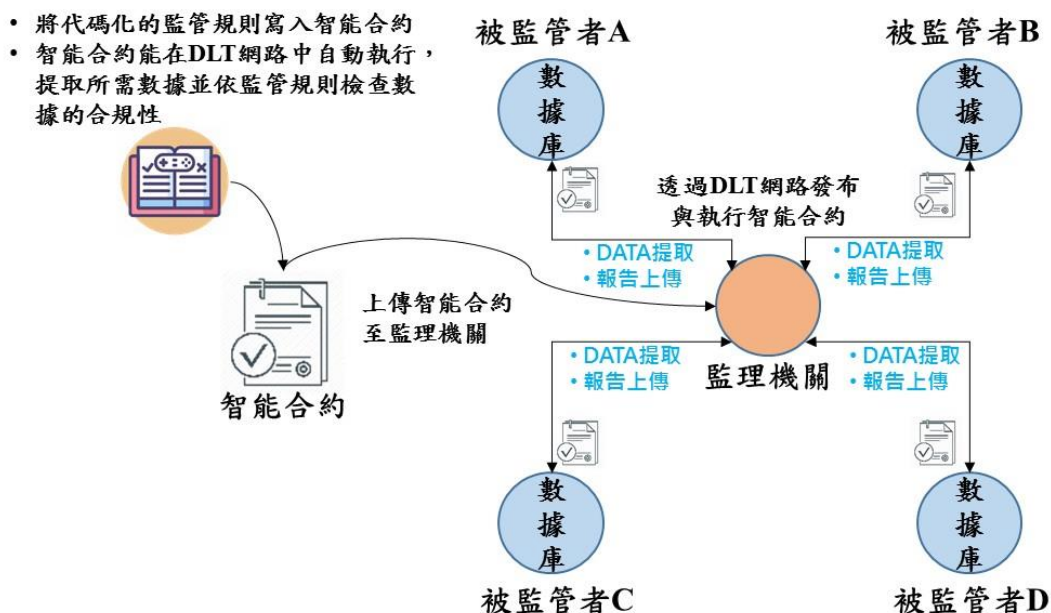 • 將代碼化的監管規則寫入智能合約
• 智能合約能在DLT網路中自動執行，
提取所需數據並依監管規則檢查數
據的合規性
被監管者A
數
據
庫
被監管者B
數
據
庫
透過DLT網路發布
與執行智能合約
• DATA提取
• 報告上傳
• DATA提取
• 報告上傳
上傳智能合約
至監理機關
智能合約
監理機關
• DATA提取
• 報告上傳
• DATA提取
• 報告上傳
數
據
庫
被監管者C
數
據
庫
被監管者D